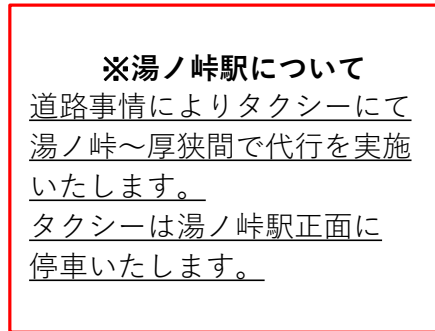 ※湯ノ峠駅について
道路事情によりタクシーにて
湯ノ峠～厚狭間で代行を実施
いたします。
タクシーは湯ノ峠駅正面に
停車いたします。